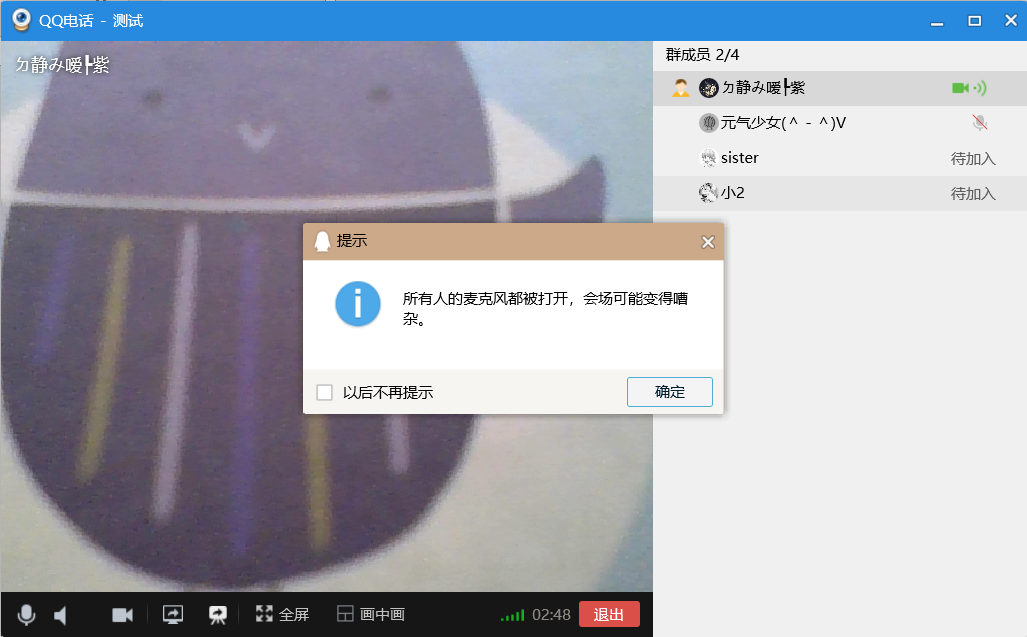 QQ电话 - 测试
ㄉ静み嗳┡紫
群成员 2/4
ㄉ静み嗳┡紫
元气少女(＾－＾)V
sister 待加入
小2 待加入
提示
所有人的麦克风都被打开，会场可能变得嘈
杂。
以后不再提示 确定
全屏 画中画 02:48 退出